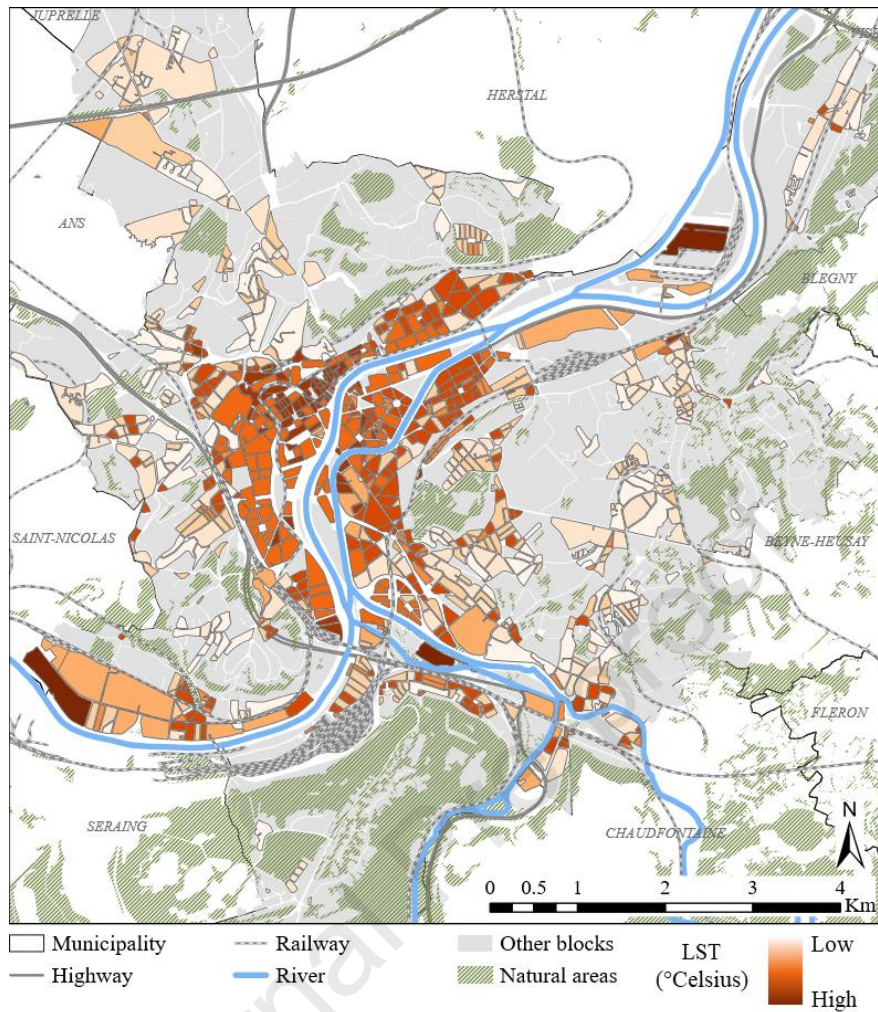 JUPRELLE
HERSTAL
ANS
BLEGNY
SAINT-NICOLAS
BEYNE-HEUSAY
FLERON
SERAING
CHAUDFONTAINE
N
0 0.5 1 2 3 4
Km
Municipality Railway Other blocks LST Low
Highway River Natural areas (°Celsius) High